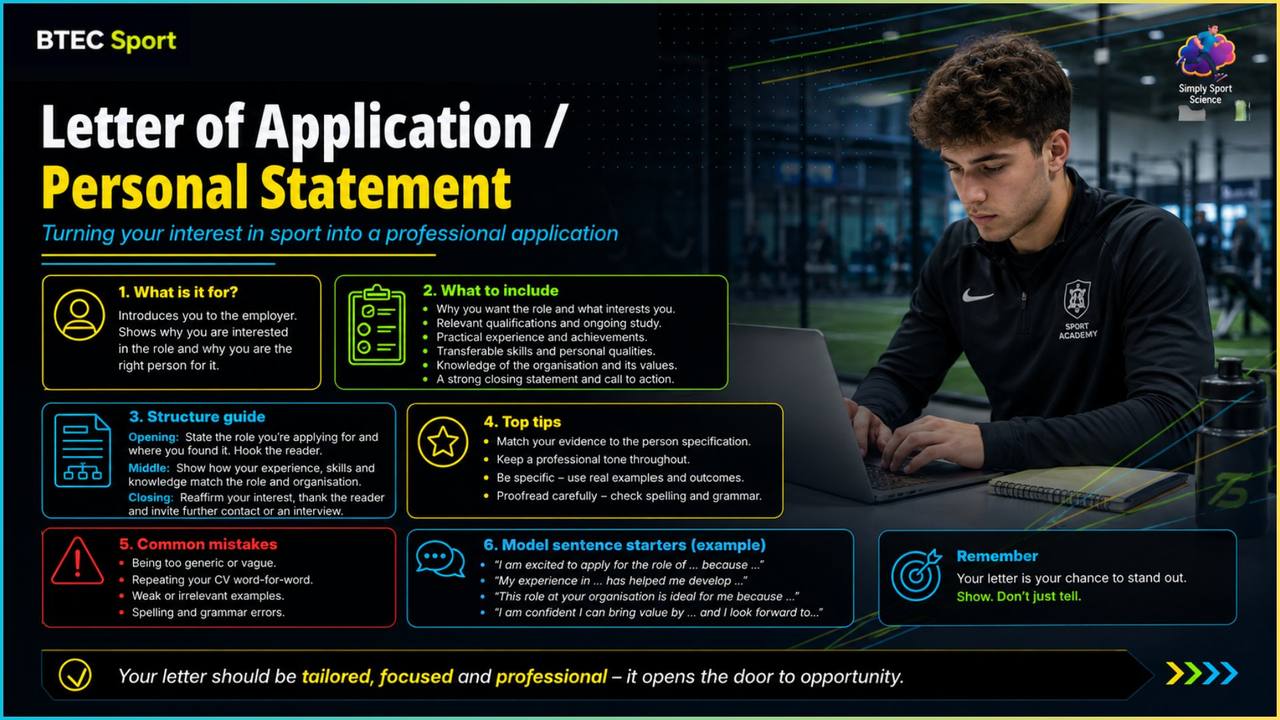 BTEC Sport
Simply Sport
Science
Letter of Application /
Personal Statement
Turning your interest in sport into a professional application
1. What is it for?
Introduces you to the employer.
Shows why you are interested
in the role and why you are the
right person for it.
2. What to include
• Why you want the role and what interests you.
• Relevant qualifications and ongoing study.
• Practical experience and achievements.
• Transferable skills and personal qualities.
• Knowledge of the organisation and its values.
• A strong closing statement and call to action.
SPORT
ACADEMY
3. Structure guide
Opening: State the role you're applying for and
where you found it. Hook the reader.
Middle: Show how your experience, skills and
knowledge match the role and organisation.
Closing: Reaffirm your interest, thank the reader
and invite further contact or an interview.
4. Top tips
• Match your evidence to the person specification.
• Keep a professional tone throughout.
• Be specific – use real examples and outcomes.
• Proofread carefully – check spelling and grammar.
5. Common mistakes
• Being too generic or vague.
• Repeating your CV word-for-word.
• Weak or irrelevant examples.
• Spelling and grammar errors.
6. Model sentence starters (example)
• "I am excited to apply for the role of ... because ..."
• "My experience in ... has helped me develop ..."
• "This role at your organisation is ideal for me because ..."
• "I am confident I can bring value by ... and I look forward to..."
Remember
Your letter is your chance to stand out.
Show. Don't just tell.
Your letter should be tailored, focused and professional – it opens the door to opportunity.